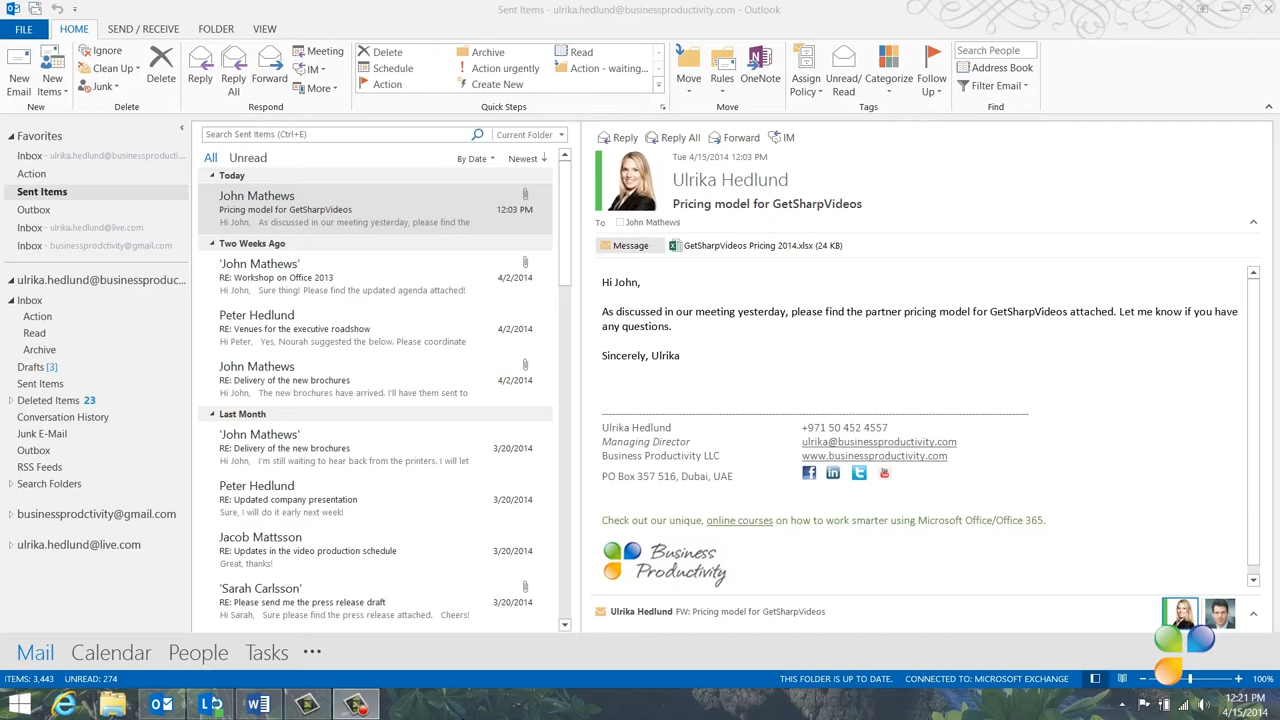 Sent Items - ulrika.hedlund@businessproductivity.com - Outlook
FILE HOME SEND / RECEIVE FOLDER VIEW
New Email
New Items
New
Ignore
Clean Up
Junk
Delete
Delete
Reply
Reply All
Forward
Meeting
IM
More
Respond
Delete
Schedule
Action
Archive
Action urgently
Create New
Read
Action - waiting...
Quick Steps
Move
Rules
OneNote
Move
Assign Policy
Unread/ Read
Categorize
Follow Up
Tags
Search People
Address Book
Filter Email
Find
Favorites
Inbox - ulrika.hedlund@businessproducti...
Action
Sent Items
Outbox
Inbox - ulrika.hedlund@live.com
Inbox - businessprodctivity@gmail.com
ulrika.hedlund@businessproduc...
Inbox
Action
Read
Archive
Drafts [3]
Sent Items
Deleted Items 23
Conversation History
Junk E-Mail
Outbox
RSS Feeds
Search Folders
businessprodctivity@gmail.com
ulrika.hedlund@live.com
Search Sent Items (Ctrl+E)
Current Folder
All Unread
By Date Newest
Today
John Mathews
Pricing model for GetSharpVideos 12:03 PM
Hi John, As discussed in our meeting yesterday, please find the
Two Weeks Ago
'John Mathews'
RE: Workshop on Office 2013 4/2/2014
Hi John, Sure thing! Please find the updated agenda attached!
Peter Hedlund
RE: Venues for the executive roadshow 4/2/2014
Hi Peter, Yes, Nourah suggested the below. Please coordinate
John Mathews
RE: Delivery of the new brochures 4/2/2014
Hi John, The new brochures have arrived. I'll have them sent to
Last Month
'John Mathews'
RE: Delivery of the new brochures 3/20/2014
Hi John, I'm still waiting to hear back from the printers. I will let
Peter Hedlund
RE: Updated company presentation 3/20/2014
Sure, I will do it early next week!
Jacob Mattsson
RE: Updates in the video production schedule 3/20/2014
Great, thanks!
'Sarah Carlsson'
RE: Please send me the press release draft 3/20/2014
Hi Sarah, Sure please find the press release attached. Cheers!
Reply Reply All Forward IM
Tue 4/15/2014 12:03 PM
Ulrika Hedlund
Pricing model for GetSharpVideos
To John Mathews
Message GetSharpVideos Pricing 2014.xlsx (24 KB)
Hi John,
As discussed in our meeting yesterday, please find the partner pricing model for GetSharpVideos attached. Let me know if you have
any questions.
Sincerely, Ulrika
Ulrika Hedlund +971 50 452 4557
Managing Director ulrika@businessproductivity.com
Business Productivity LLC www.businessproductivity.com
PO Box 357 516, Dubai, UAE
Check out our unique, online courses on how to work smarter using Microsoft Office/Office 365.
Business
Productivity
Ulrika Hedlund FW: Pricing model for GetSharpVideos
Mail Calendar People Tasks •••
ITEMS: 3,443 UNREAD: 274 THIS FOLDER IS UP TO DATE. CONNECTED TO: MICROSOFT EXCHANGE 100%
12:21 PM
4/15/2014